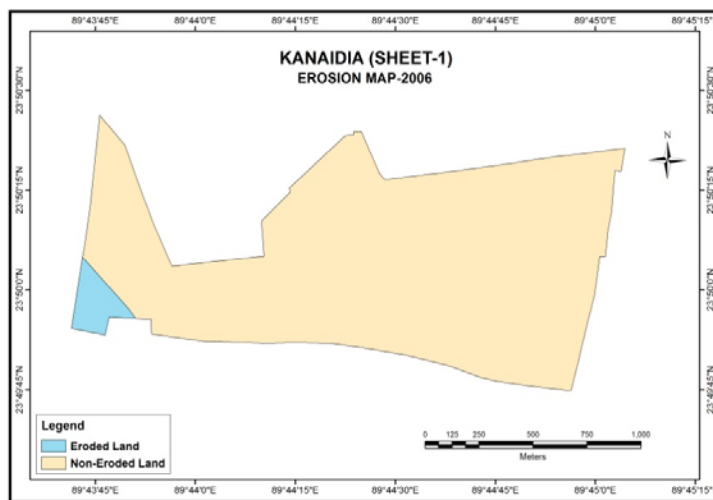 89°43'45"E 89°44'0"E 89°44'15"E 89°44'30"E 89°44'45"E 89°45'0"E 89°45'15"E
KANAIDIA (SHEET-1)
EROSION MAP-2006
23°50'30"N 23°50'30"N
N
23°50'15"N 23°50'15"N
23°50'0"N 23°50'0"N
23°49'45"N 23°49'45"N
Legend
Eroded Land
Non-Eroded Land
0 125 250 500 750 1,000
Meters
89°43'45"E 89°44'0"E 89°44'15"E 89°44'30"E 89°44'45"E 89°45'0"E 89°45'15"E